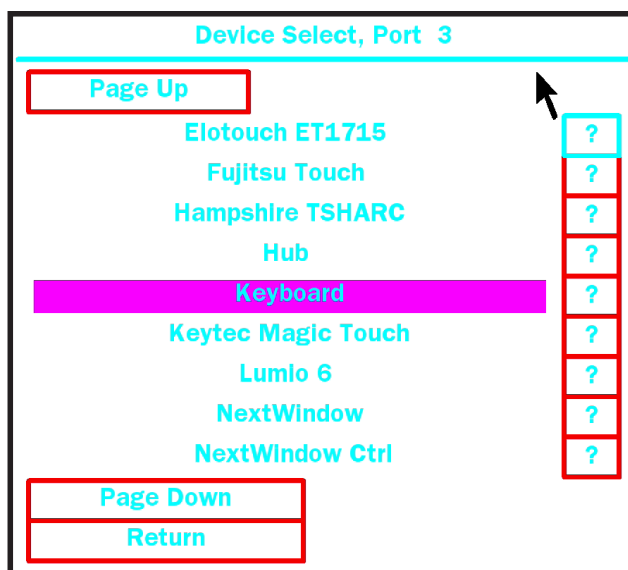 Device Select, Port 3
Page Up
Elotouch ET1715 ?
Fujitsu Touch ?
Hampshire TSHARC ?
Hub ?
Keyboard ?
Keytec Magic Touch ?
Lumio 6 ?
NextWindow ?
NextWindow Ctrl ?
Page Down
Return